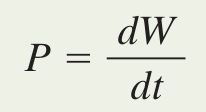 P = dW/dt